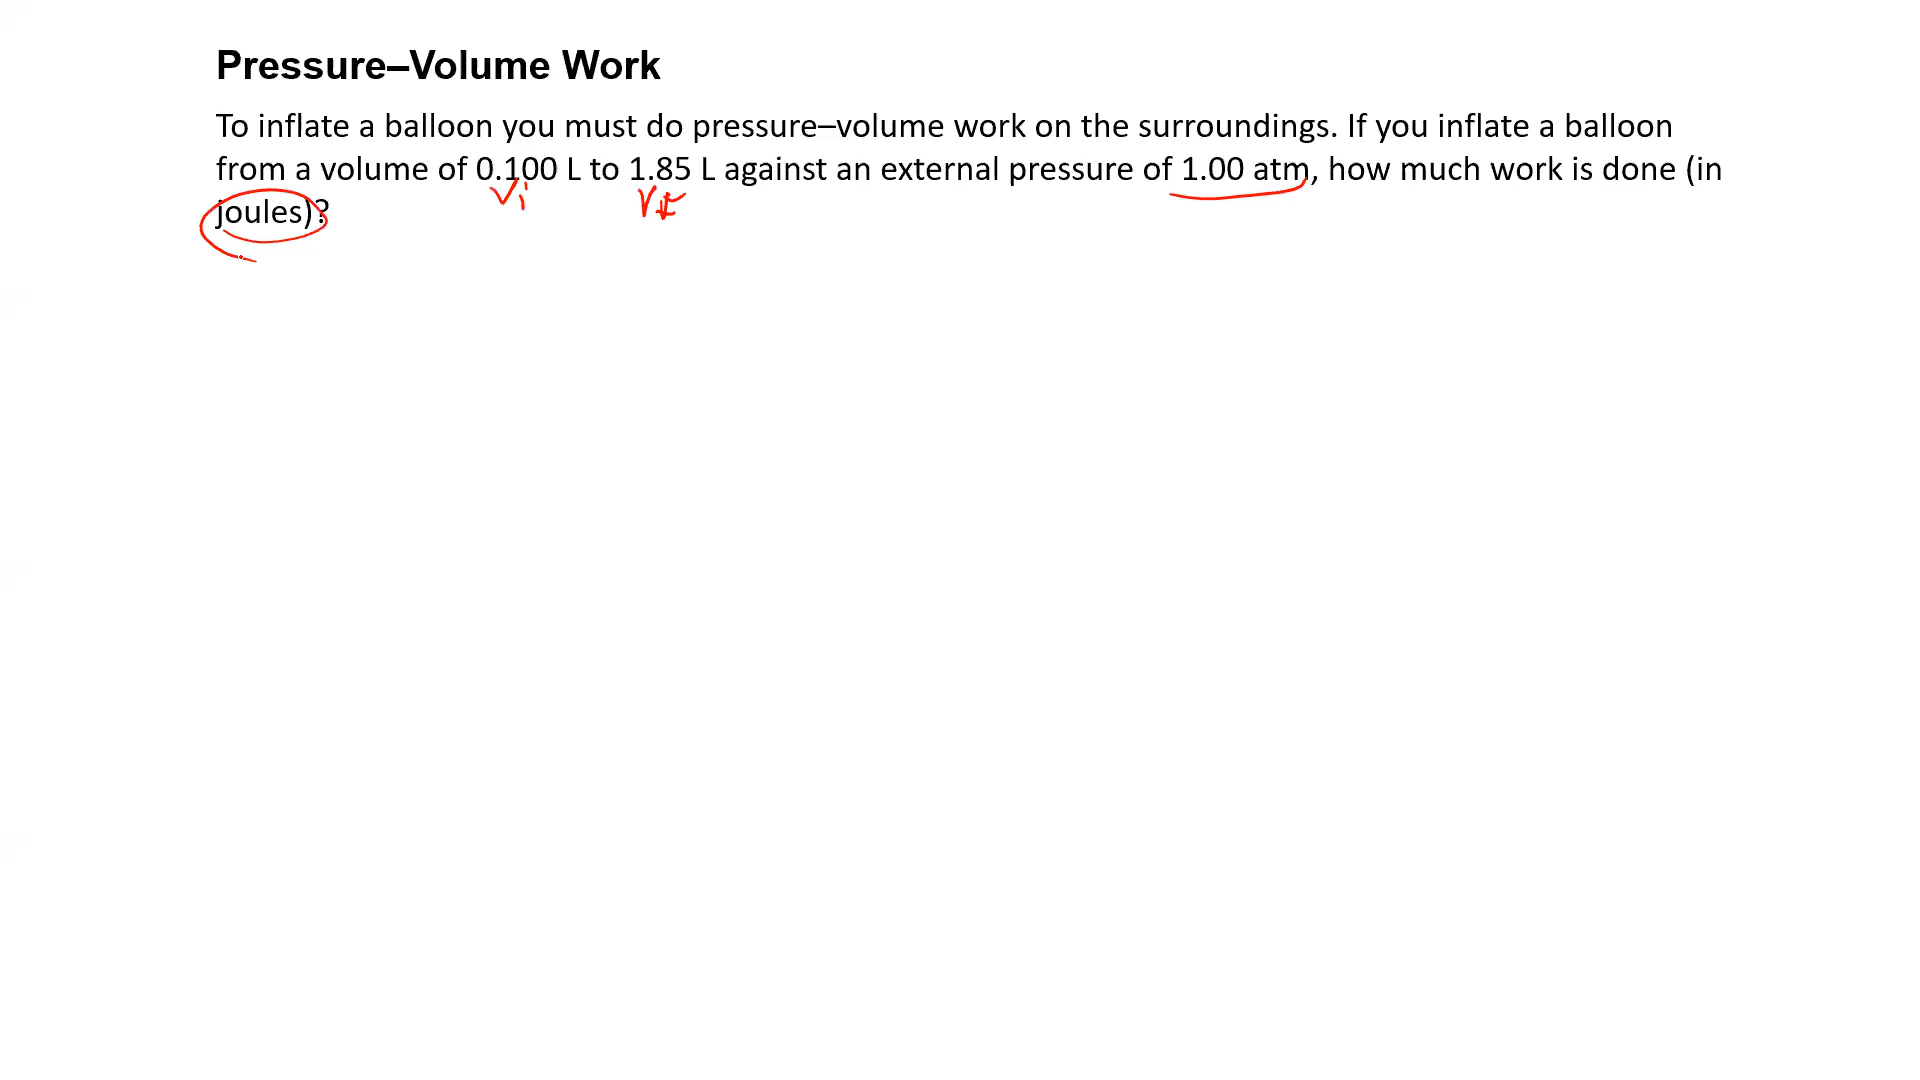 Pressure–Volume Work
To inflate a balloon you must do pressure–volume work on the surroundings. If you inflate a balloon
from a volume of 0.100 L to 1.85 L against an external pressure of 1.00 atm, how much work is done (in
Vi Vf
joules)?